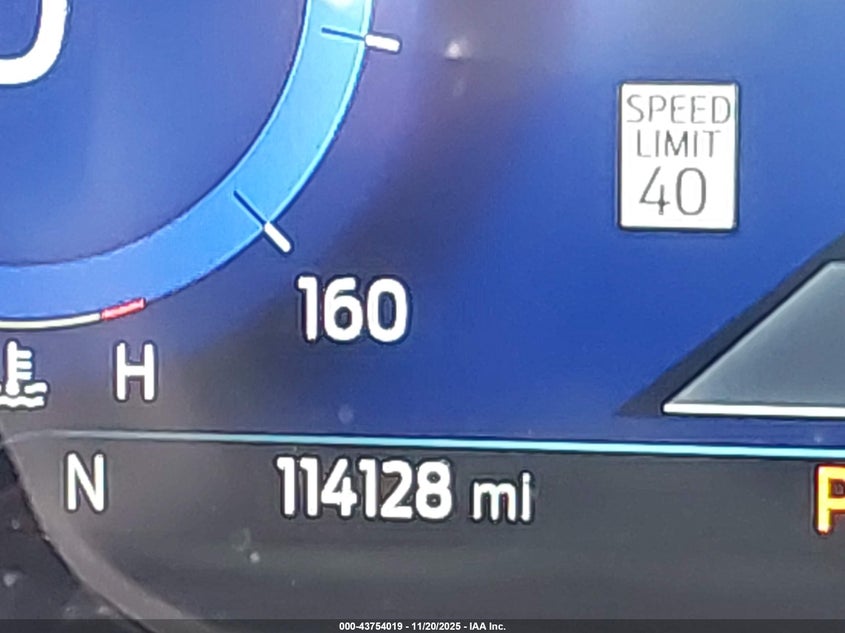 SPEED
LIMIT
40
160
H
N
114128 mi
P
000-43754019 - 11/20/2025 - IAA Inc.